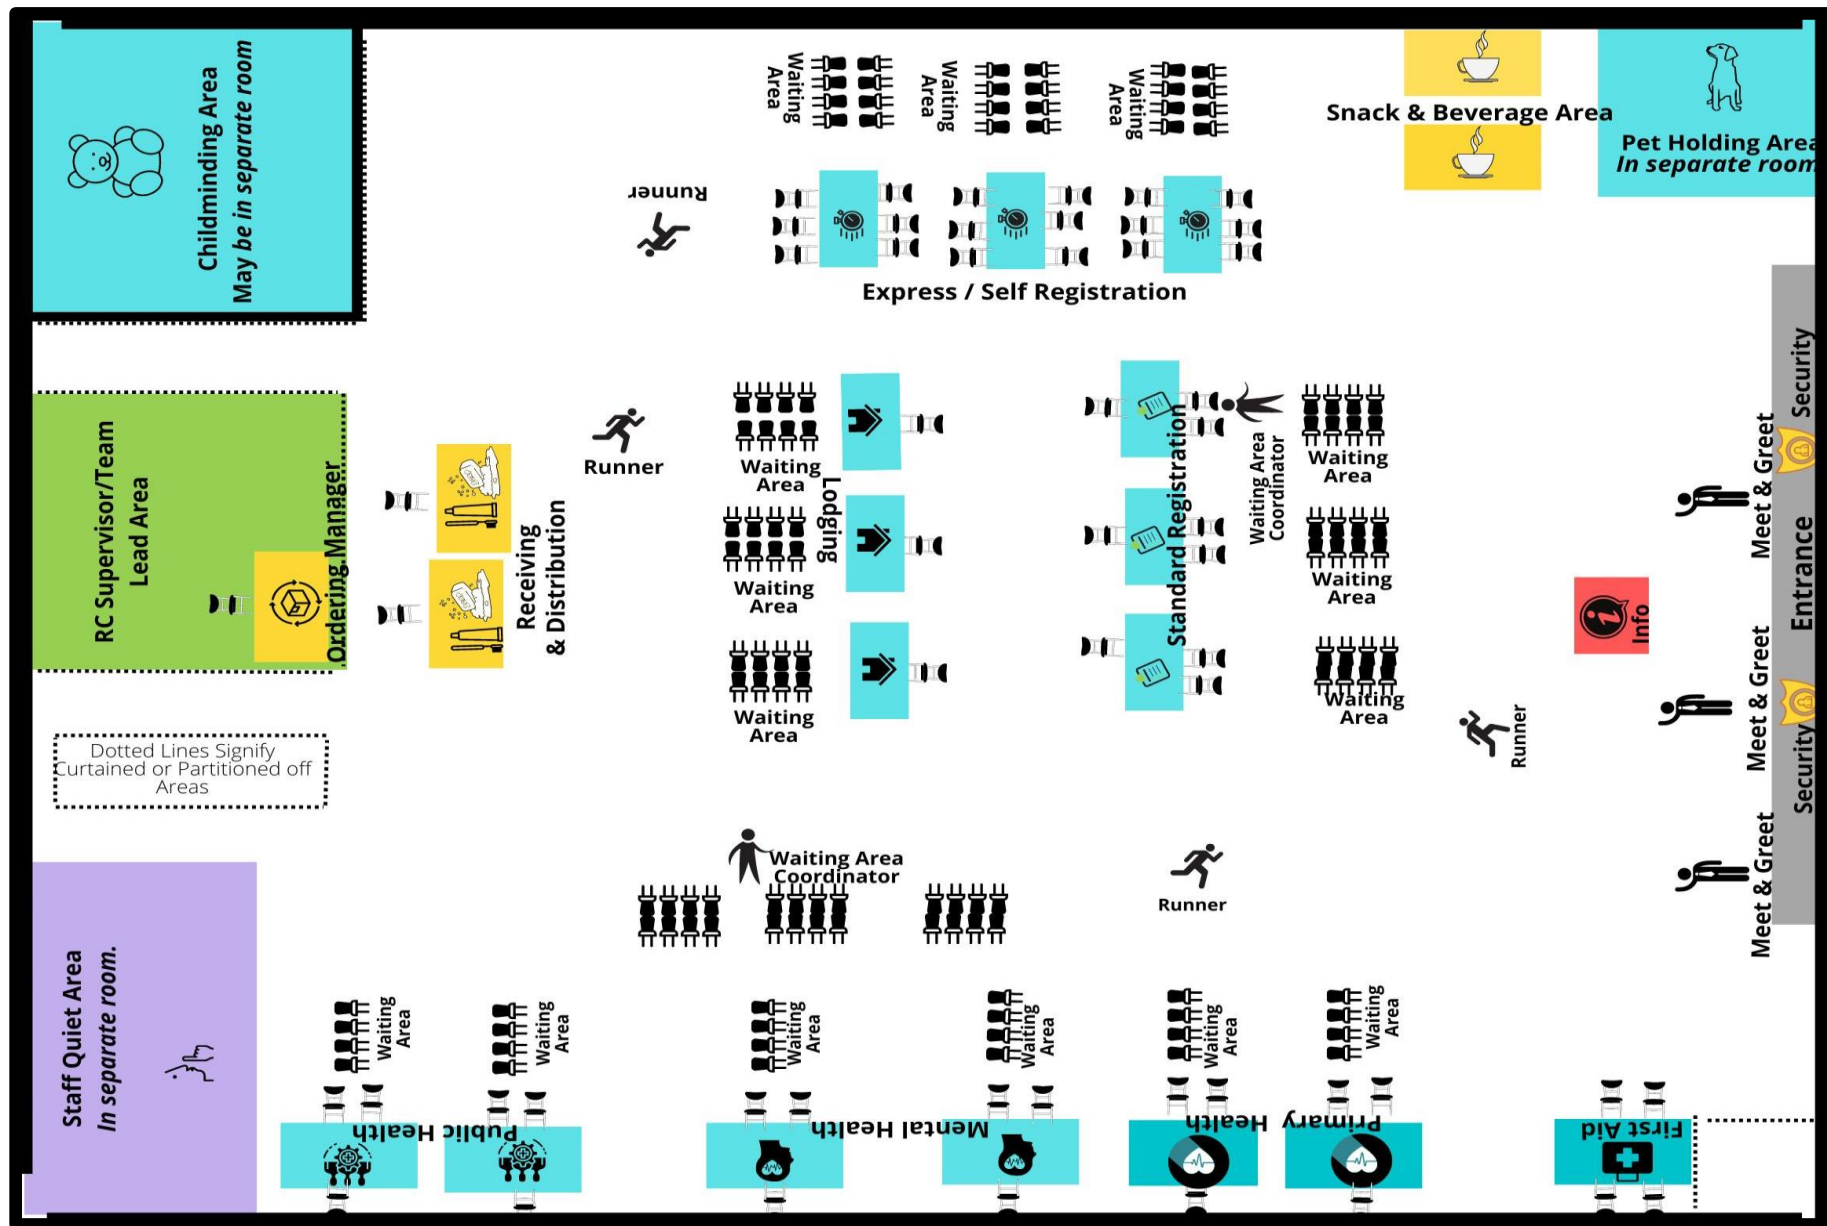 Childminding Area
May be in separate room
Waiting
Area
Waiting
Area
Waiting
Area
Snack & Beverage Area
Pet Holding Area
In separate room
Runner
Express / Self Registration
RC Supervisor/Team
Lead Area
Ordering Manager
Receiving
& Distribution
Runner
Waiting
Area
Waiting
Area
Waiting
Area
Lodging
Standard Registration
Waiting Area
Coordinator
Waiting
Area
Waiting
Area
Waiting
Area
Info
Runner
Meet & Greet
Meet & Greet
Meet & Greet
Security
Entrance
Security
Dotted Lines Signify
Curtained or Partitioned off
Areas
Waiting Area
Coordinator
Runner
Staff Quiet Area
In separate room.
Waiting
Area
Waiting
Area
Waiting
Area
Waiting
Area
Waiting
Area
Waiting
Area
Public Health
Mental Health
Primary Health
First Aid